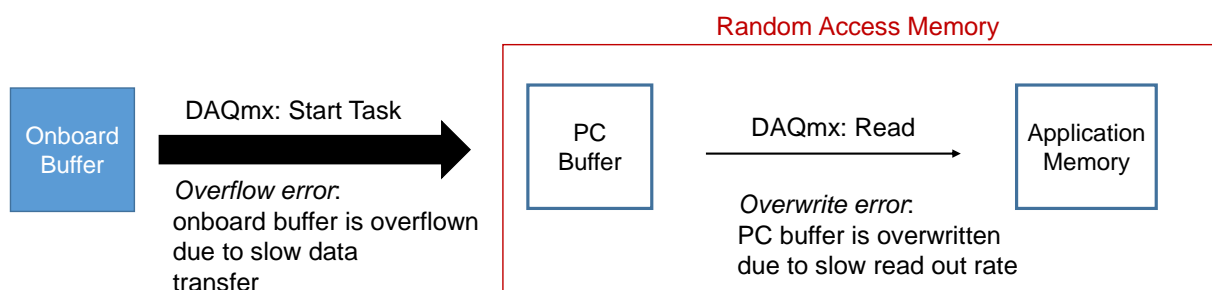 Random Access Memory
Onboard
Buffer
DAQmx: Start Task
Overflow error:
onboard buffer is overflown
due to slow data
transfer
PC
Buffer
DAQmx: Read
Overwrite error:
PC buffer is overwritten
due to slow read out rate
Application
Memory